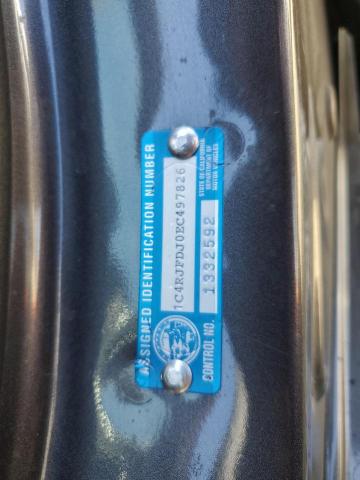 ASSIGNED IDENTIFICATION NUMBER
1C4RJFDJ0EC497826
STATE OF CALIFORNIA
DEPARTMENT OF
MOTOR VEHICLES
CONTROL NO.
1332592